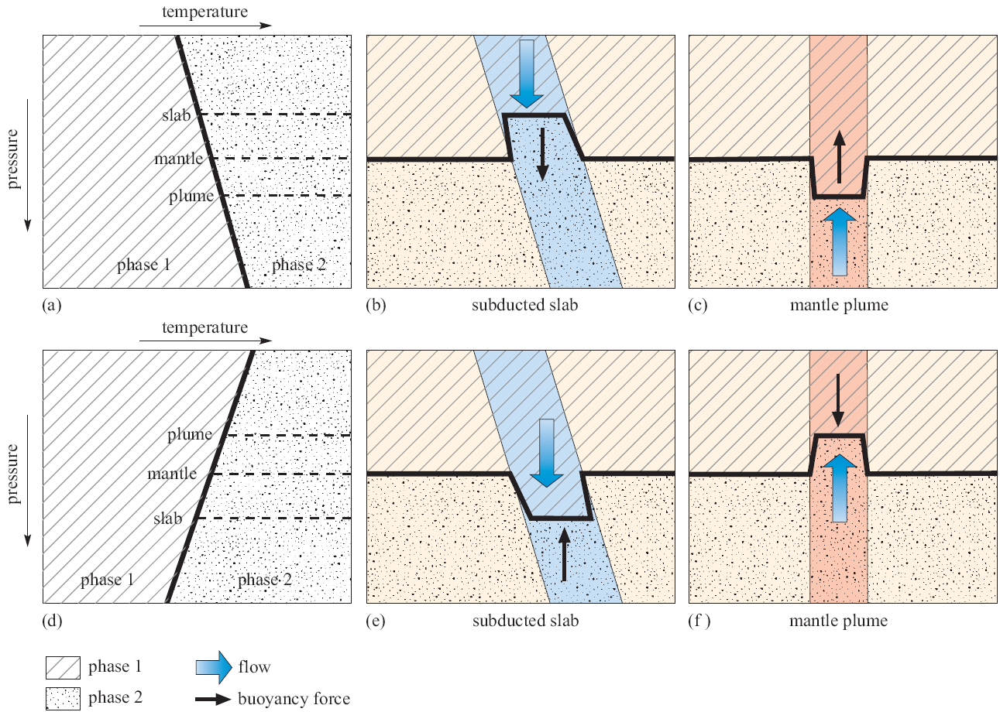 temperature
pressure
slab
mantle
plume
phase 1
phase 2
(a)
(b)
subducted slab
(c)
mantle plume
temperature
pressure
plume
mantle
slab
phase 1
phase 2
(d)
(e)
subducted slab
(f )
mantle plume
phase 1
flow
phase 2
buoyancy force